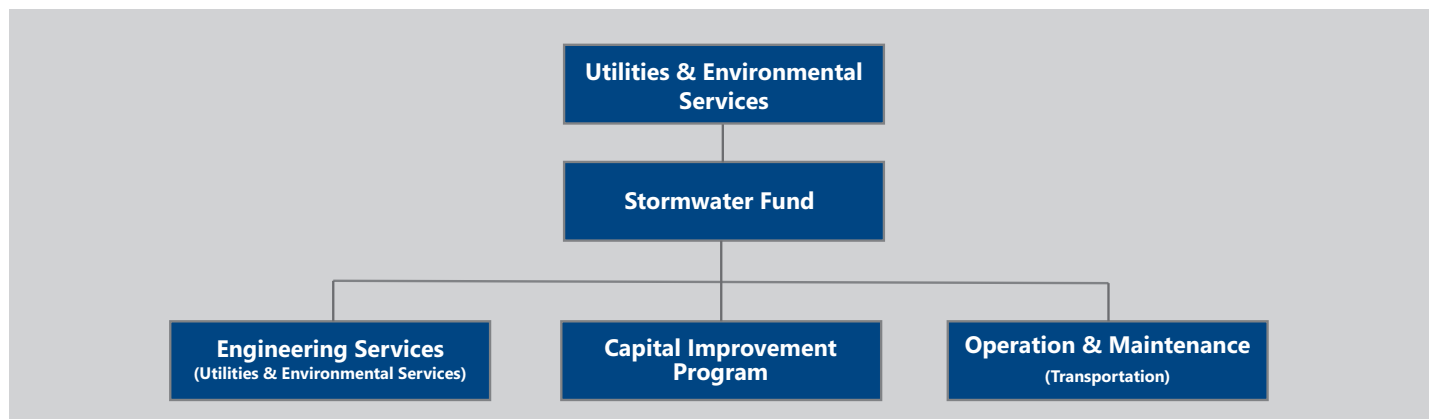 Utilities & Environmental
Services
Stormwater Fund
Engineering Services
(Utilities & Environmental Services)
Capital Improvement
Program
Operation & Maintenance
(Transportation)